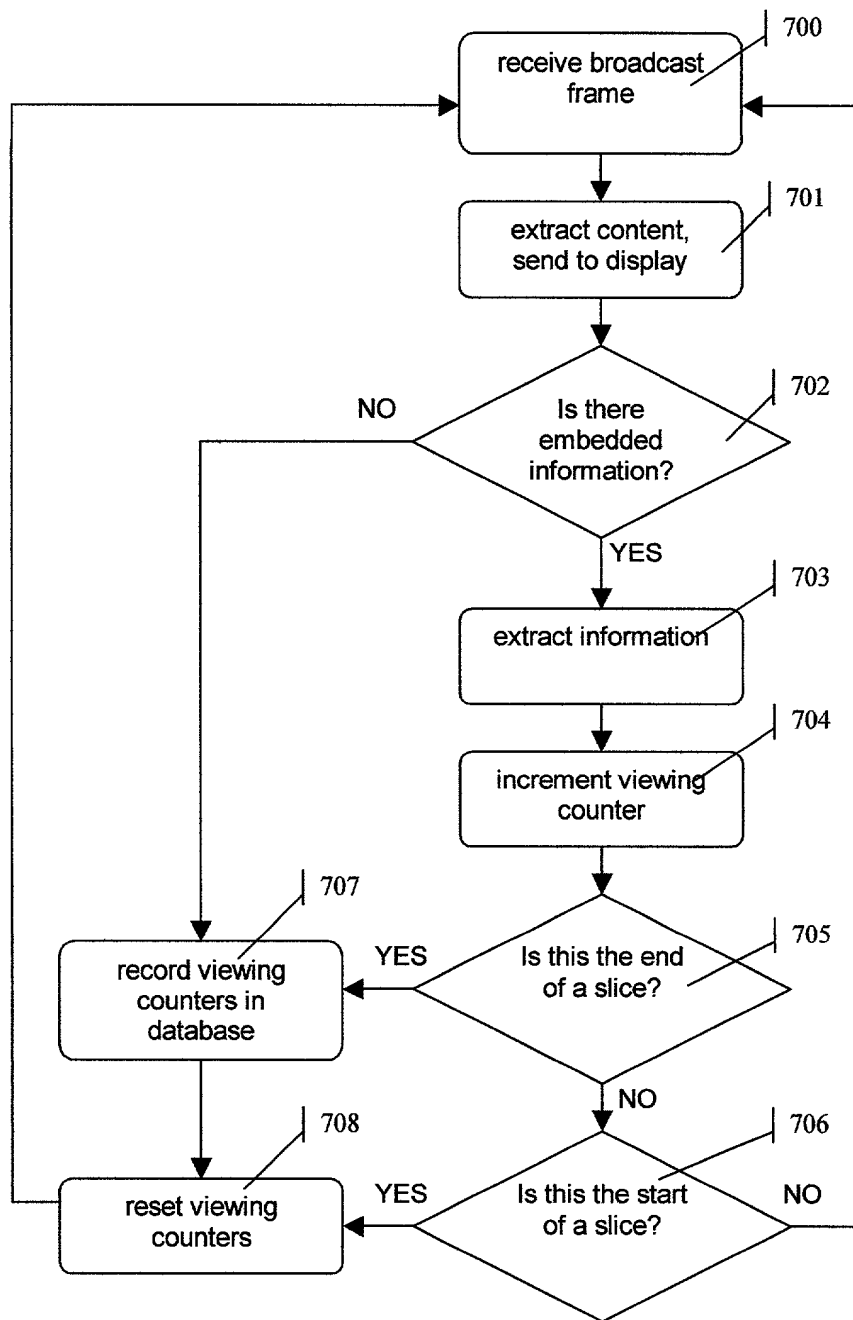 700
receive broadcast
frame
701
extract content,
send to display
702
NO
Is there
embedded
information?
YES
703
extract information
704
increment viewing
counter
707
705
YES
Is this the end
of a slice?
record viewing
counters in
database
NO
708
706
YES
Is this the start
of a slice?
NO
reset viewing
counters